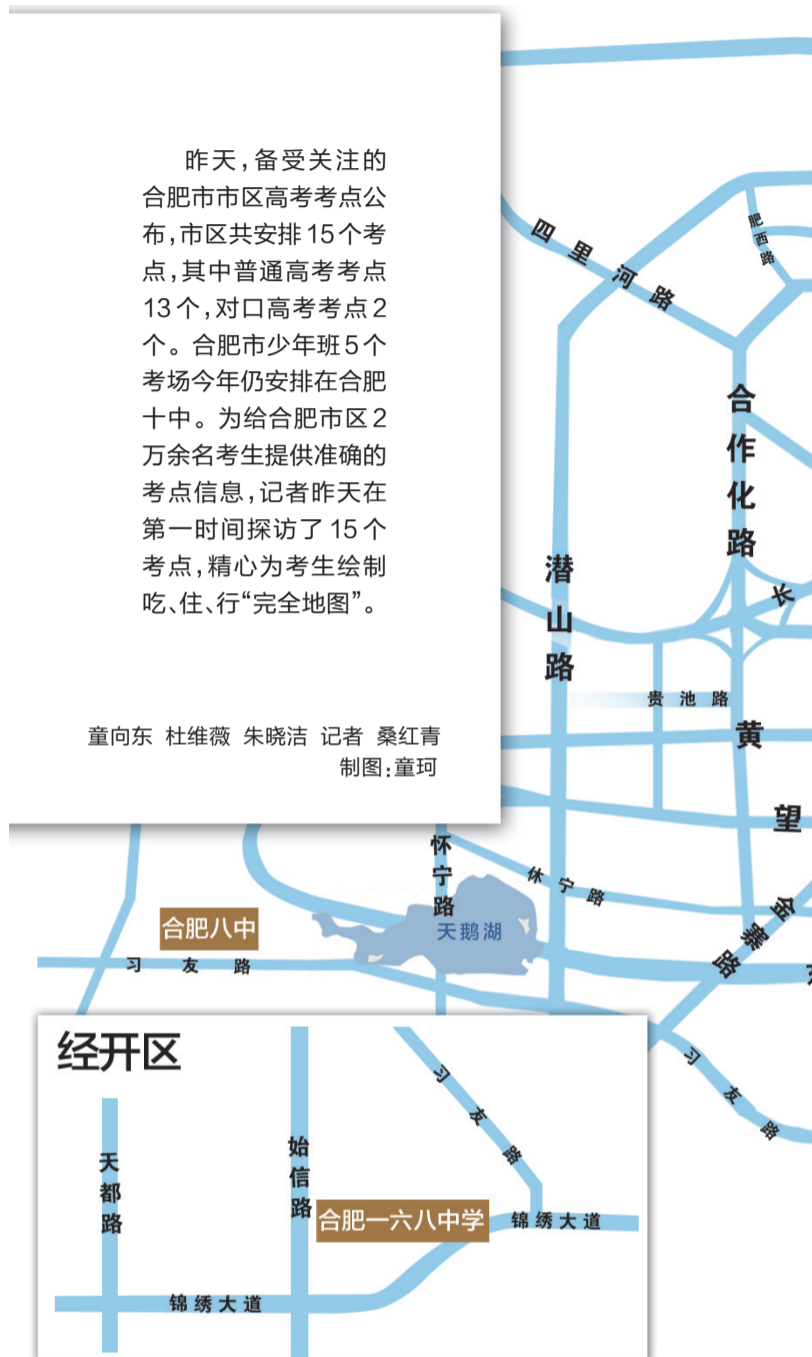 昨天，备受关注的
合肥市市区高考考点公
布，市区共安排15个考
点，其中普通高考考点
13个，对口高考考点2
个。合肥市少年班5个
考场今年仍安排在合肥
十中。为给合肥市区2
万余名考生提供准确的
考点信息，记者昨天在
第一时间探访了15个
考点，精心为考生绘制
吃、住、行“完全地图”。
童向东 杜维薇 朱晓洁 记者 桑红青
制图：童珂
四里河路
肥西路
合作化路
潜山路
长
贵池路
黄
望
怀宁路
休宁路
金寨路
天鹅湖
合肥八中
习友路
习友路
经开区
天都路
始信路
习友路
合肥一六八中学
锦绣大道
锦绣大道